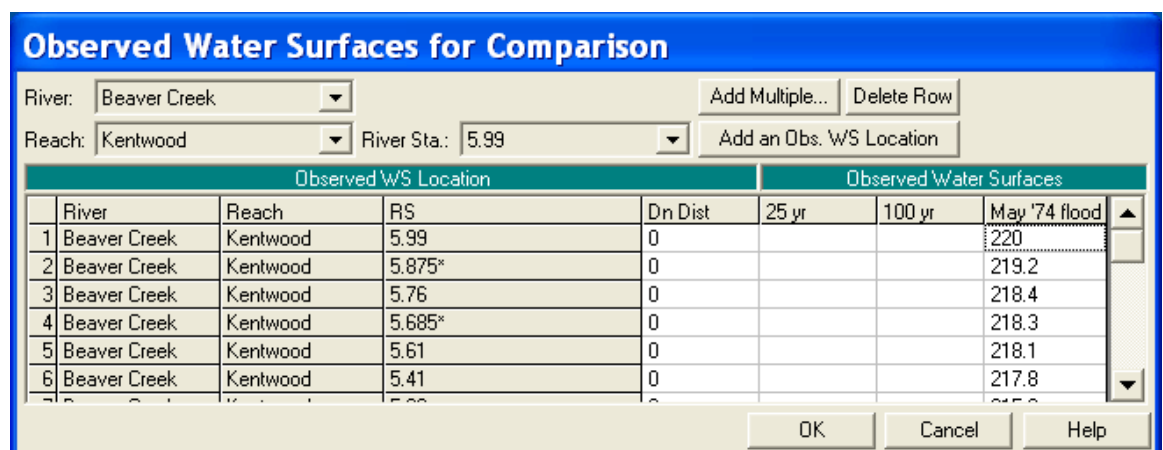 Observed Water Surfaces for Comparison
River: Beaver Creek Add Multiple... Delete Row
Reach: Kentwood River Sta.: 5.99 Add an Obs. WS Location
Observed WS Location Observed Water Surfaces
River Reach RS Dn Dist 25 yr 100 yr May '74 flood
1 Beaver Creek Kentwood 5.99 0 220
2 Beaver Creek Kentwood 5.875* 0 219.2
3 Beaver Creek Kentwood 5.76 0 218.4
4 Beaver Creek Kentwood 5.685* 0 218.3
5 Beaver Creek Kentwood 5.61 0 218.1
6 Beaver Creek Kentwood 5.41 0 217.8
OK Cancel Help